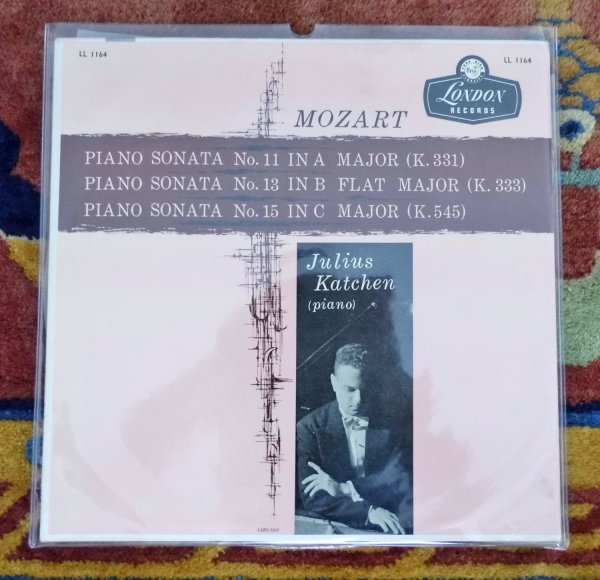 LL 1164
LL 1164
LONDON
RECORDS
MOZART
PIANO SONATA No. 11 IN A MAJOR (K. 331)
PIANO SONATA No. 13 IN B FLAT MAJOR (K. 333)
PIANO SONATA No. 15 IN C MAJOR (K. 545)
Julius
Katchen
(piano)